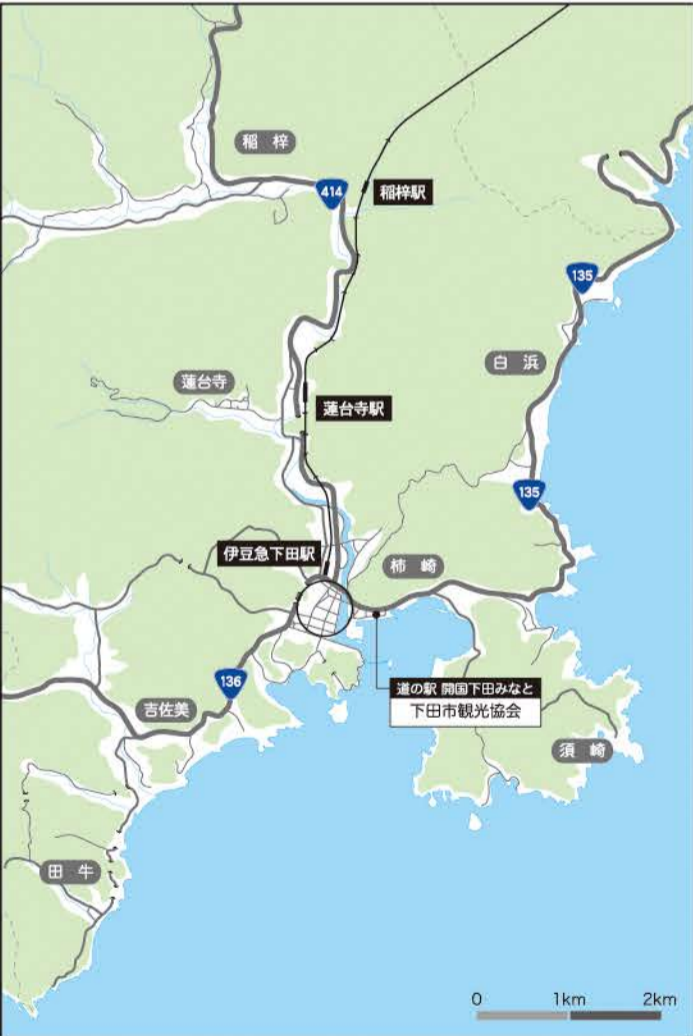 稲梓
414
稲梓駅
135
白浜
蓮台寺
蓮台寺駅
135
伊豆急下田駅
柿崎
136
道の駅 開国下田みなと
下田市観光協会
吉佐美
須崎
田牛
0 1km 2km